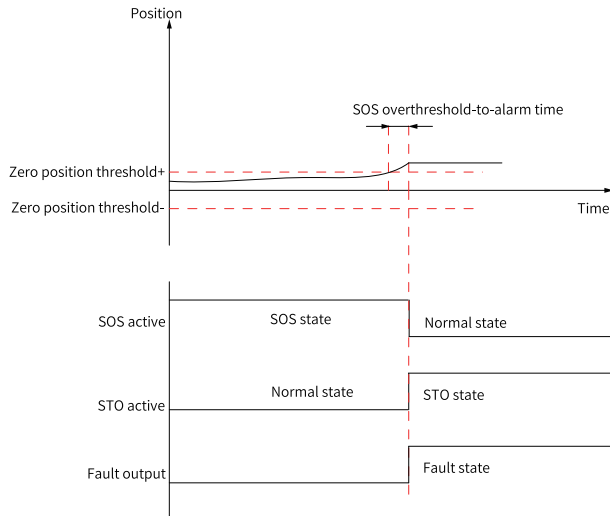 Position
SOS overthreshold-to-alarm time
Zero position threshold+
Zero position threshold-
Time
SOS active
SOS state
Normal state
STO active
Normal state
STO state
Fault output
Fault state